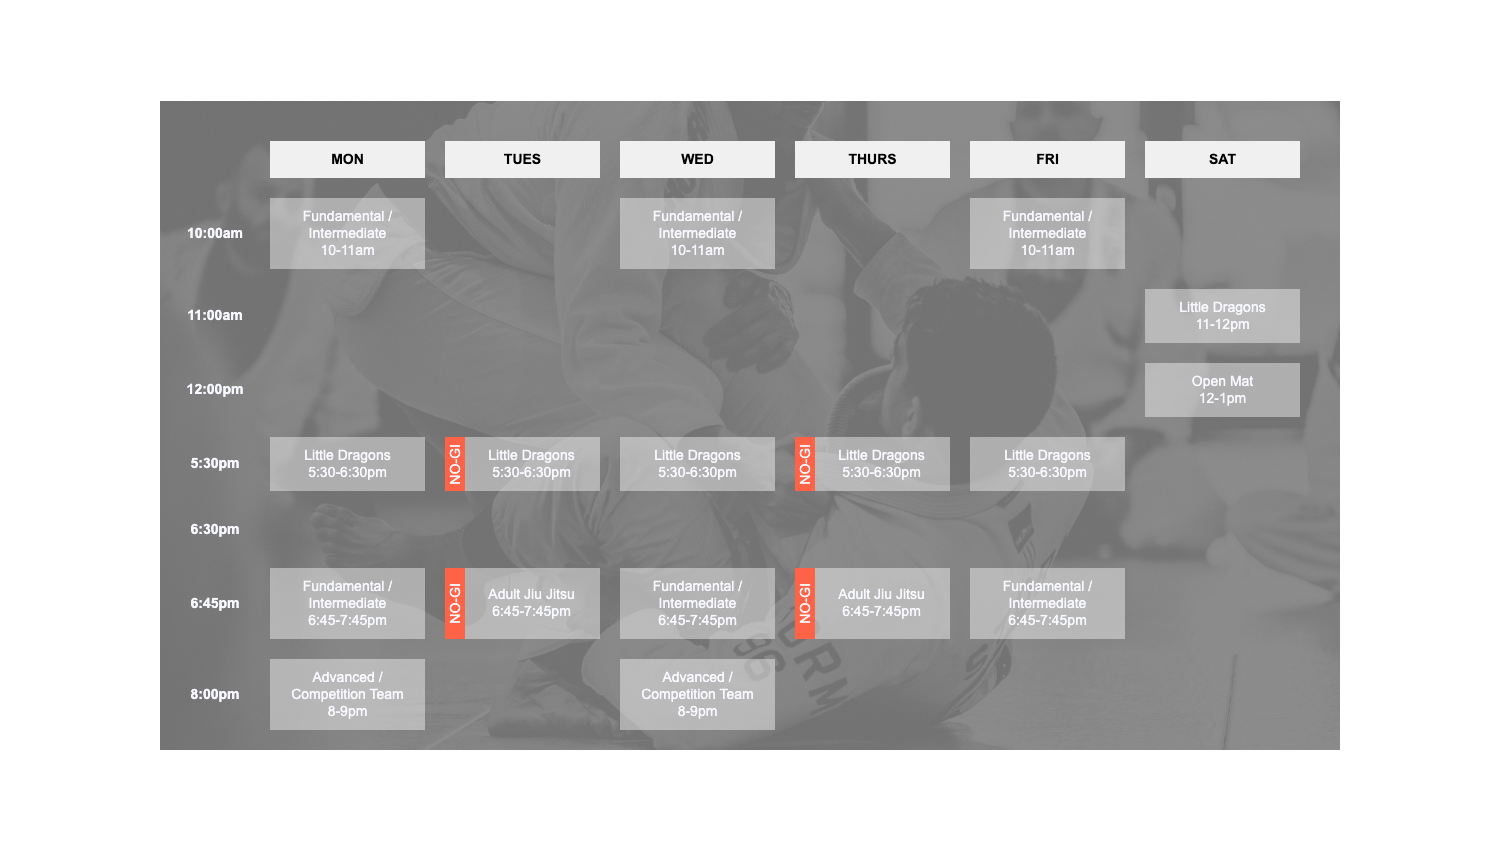 MON TUES WED THURS FRI SAT
10:00am
Fundamental /
Intermediate
10-11am
Fundamental /
Intermediate
10-11am
Fundamental /
Intermediate
10-11am
11:00am
Little Dragons
11-12pm
12:00pm
Open Mat
12-1pm
5:30pm
Little Dragons
5:30-6:30pm
NO-GI
Little Dragons
5:30-6:30pm
Little Dragons
5:30-6:30pm
NO-GI
Little Dragons
5:30-6:30pm
Little Dragons
5:30-6:30pm
6:30pm
6:45pm
Fundamental /
Intermediate
6:45-7:45pm
NO-GI
Adult Jiu Jitsu
6:45-7:45pm
Fundamental /
Intermediate
6:45-7:45pm
NO-GI
Adult Jiu Jitsu
6:45-7:45pm
Fundamental /
Intermediate
6:45-7:45pm
8:00pm
Advanced /
Competition Team
8-9pm
Advanced /
Competition Team
8-9pm